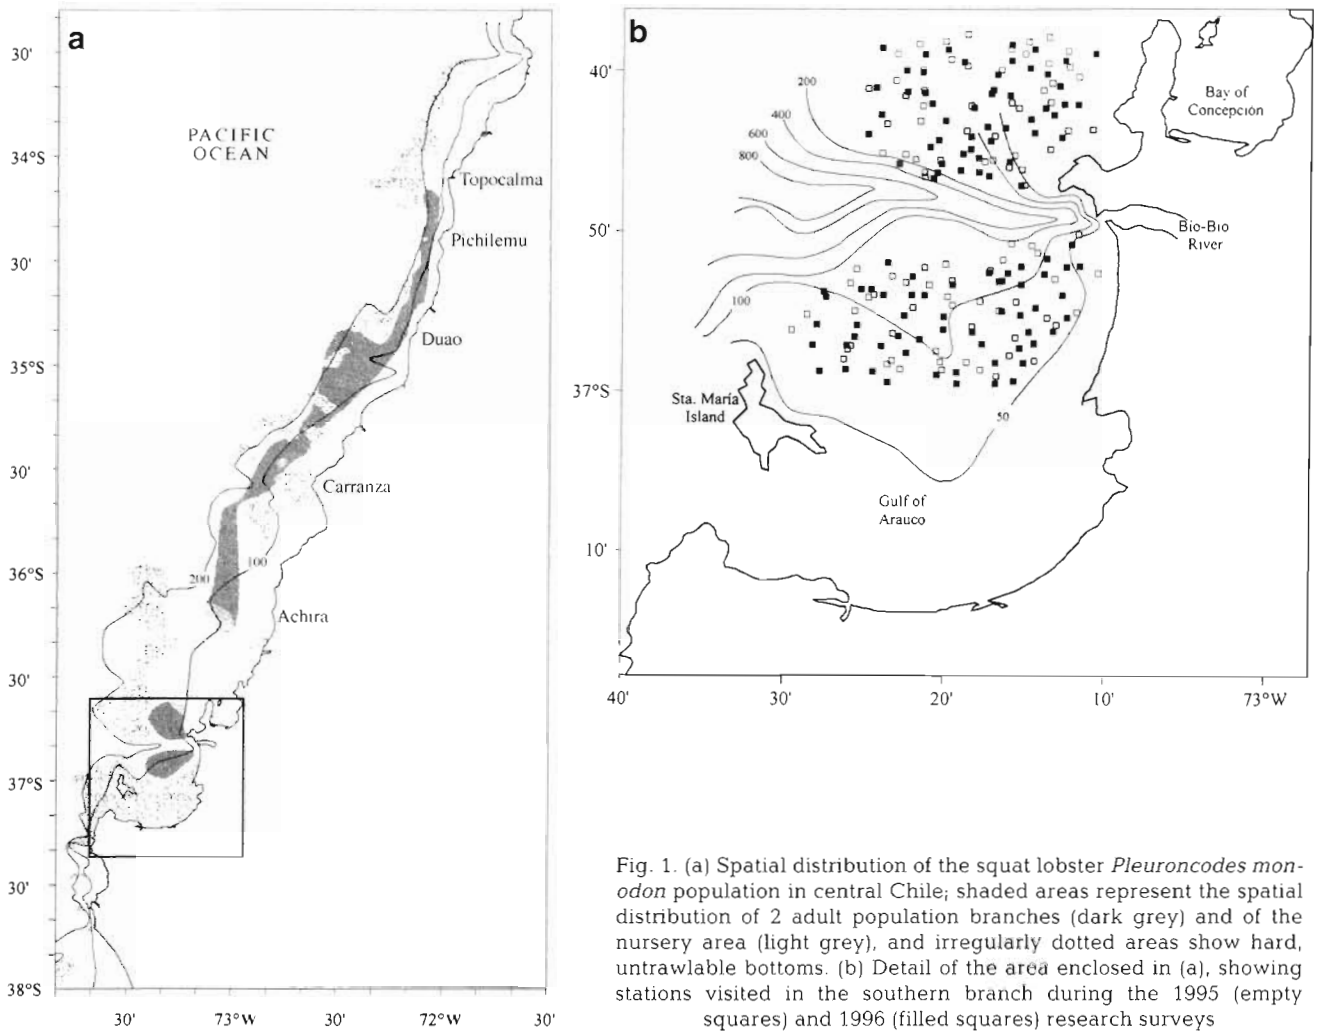 a
30'
PACIFIC
OCEAN
34°S
Topocalma
Pichilemu
30'
Duao
35°S
30'
Carranza
100
200
36°S
Achira
30'
37°S
30'
38°S
30'
73°W
30'
72°W
30'
b
40'
200
400
600
800
Bay of
Concepción
50'
Bio-Bio
River
100
37°S
Sta. María
Island
50
Gulf of
Arauco
10'
40'
30'
20'
10'
73°W
Fig. 1. (a) Spatial distribution of the squat lobster Pleuroncodes mon-
odon population in central Chile; shaded areas represent the spatial
distribution of 2 adult population branches (dark grey) and of the
nursery area (light grey), and irregularly dotted areas show hard,
untrawlable bottoms. (b) Detail of the area enclosed in (a), showing
stations visited in the southern branch during the 1995 (empty
squares) and 1996 (filled squares) research surveys